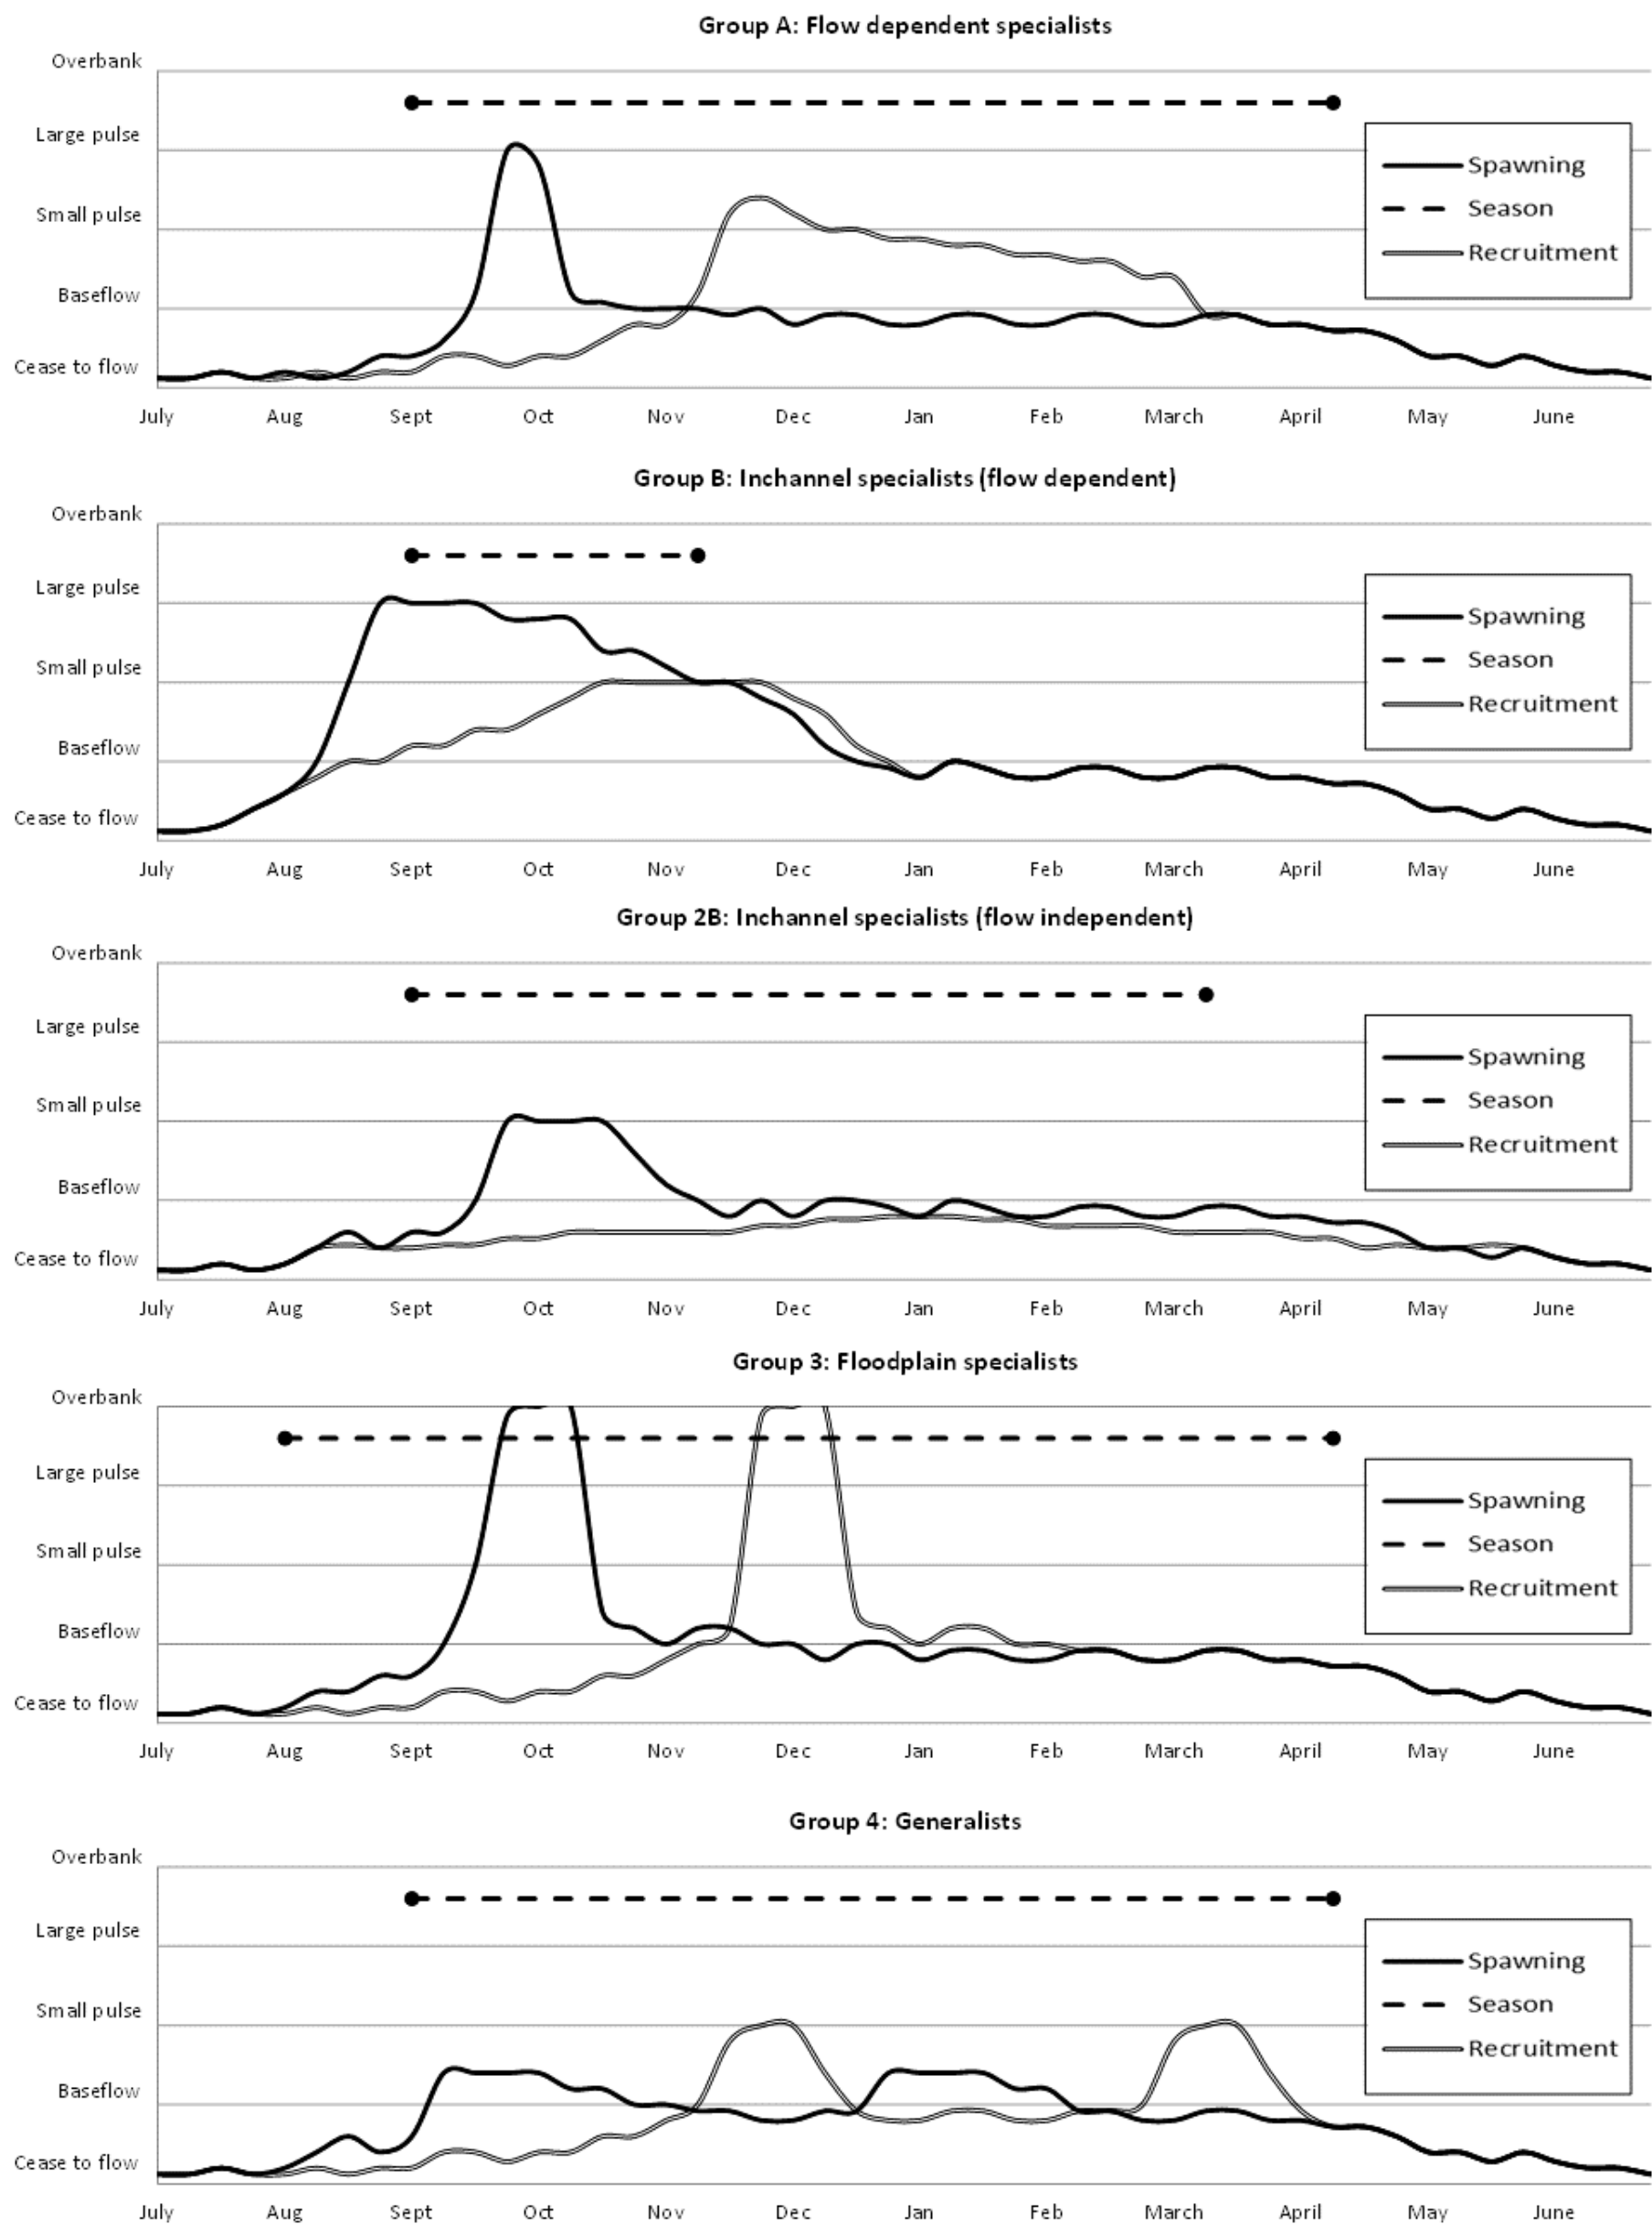 Group A: Flow dependent specialists
Overbank
Large pulse
Small pulse
Baseflow
Cease to flow
Spawning
Season
Recruitment
July Aug Sept Oct Nov Dec Jan Feb March April May June
Group B: Inchannel specialists (flow dependent)
Overbank
Large pulse
Small pulse
Baseflow
Cease to flow
Spawning
Season
Recruitment
July Aug Sept Oct Nov Dec Jan Feb March April May June
Group 2B: Inchannel specialists (flow independent)
Overbank
Large pulse
Small pulse
Baseflow
Cease to flow
Spawning
Season
Recruitment
July Aug Sept Oct Nov Dec Jan Feb March April May June
Group 3: Floodplain specialists
Overbank
Large pulse
Small pulse
Baseflow
Cease to flow
Spawning
Season
Recruitment
July Aug Sept Oct Nov Dec Jan Feb March April May June
Group 4: Generalists
Overbank
Large pulse
Small pulse
Baseflow
Cease to flow
Spawning
Season
Recruitment
July Aug Sept Oct Nov Dec Jan Feb March April May June